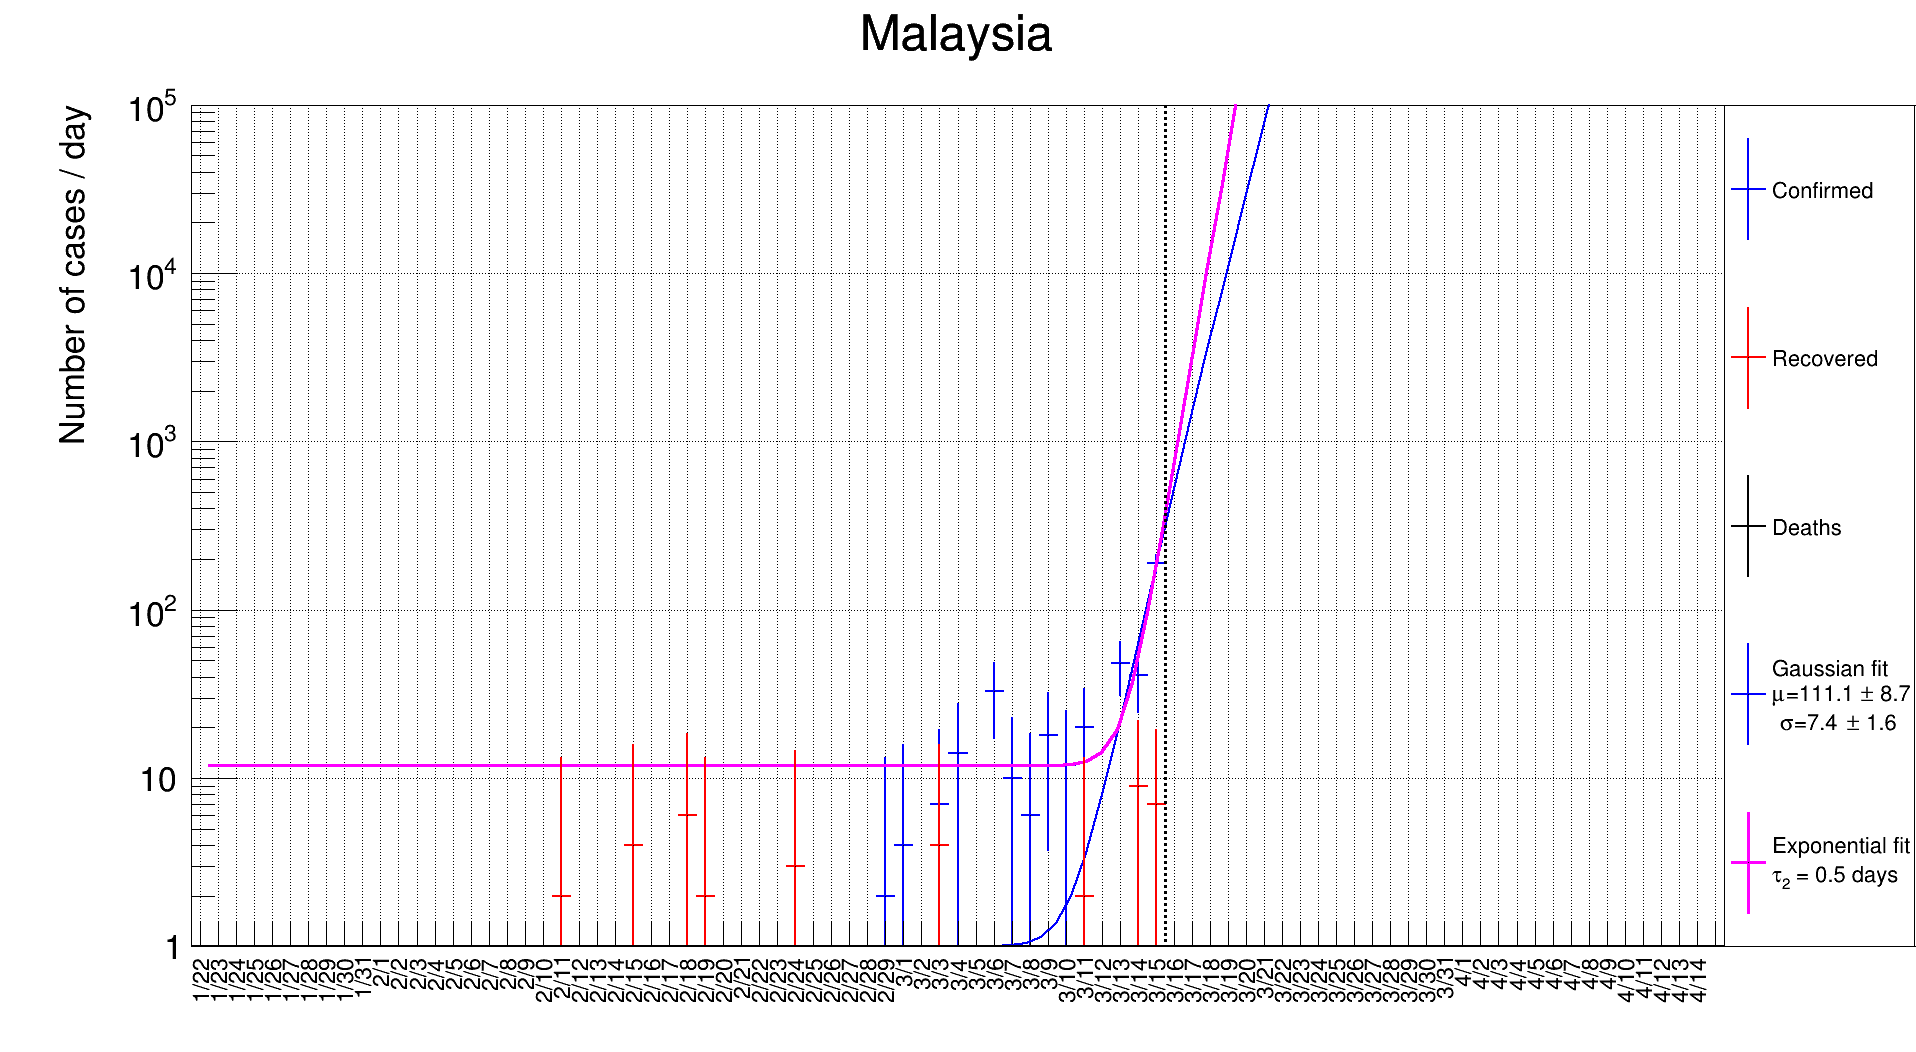 Malaysia
Number of cases / day
10^5
10^4
10^3
10^2
10
1
1/22 1/23 1/24 1/25 1/26 1/27 1/28 1/29 1/30 1/31 2/1 2/2 2/3 2/4 2/5 2/6 2/7 2/8 2/9 2/10 2/11 2/12 2/13 2/14 2/15 2/16 2/17 2/18 2/19 2/20 2/21 2/22 2/23 2/24 2/25 2/26 2/27 2/28 2/29 3/1 3/2 3/3 3/4 3/5 3/6 3/7 3/8 3/9 3/10 3/11 3/12 3/13 3/14 3/15 3/16 3/17 3/18 3/19 3/20 3/21 3/22 3/23 3/24 3/25 3/26 3/27 3/28 3/29 3/30 3/31 4/1 4/2 4/3 4/4 4/5 4/6 4/7 4/8 4/9 4/10 4/11 4/12 4/13 4/14
Confirmed
Recovered
Deaths
Gaussian fit
μ=111.1 ± 8.7
σ=7.4 ± 1.6
Exponential fit
τ₂ = 0.5 days